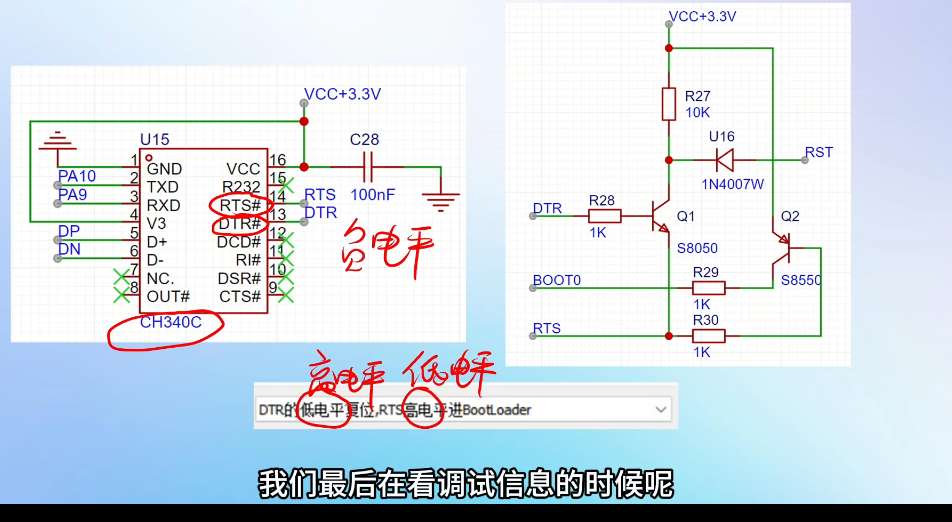 VCC+3.3V
U15
C28
100nF
1 GND
2 TXD
3 RXD
4 V3
5 D+
6 D-
7 NC.
8 OUT#
VCC 16
R232 15
RTS# 14
DTR# 13
DCD# 12
RI# 11
DSR# 10
CTS# 9
PA10
PA9
DP
DN
RTS
DTR
CH340C
负电平
VCC+3.3V
R27
10K
U16
1N4007W
RST
DTR
R28
1K
Q1
S8050
Q2
S8550
BOOT0
R29
1K
RTS
R30
1K
高电平 低电平
DTR的低电平复位,RTS高电平进BootLoader
我们最后在看调试信息的时候呢